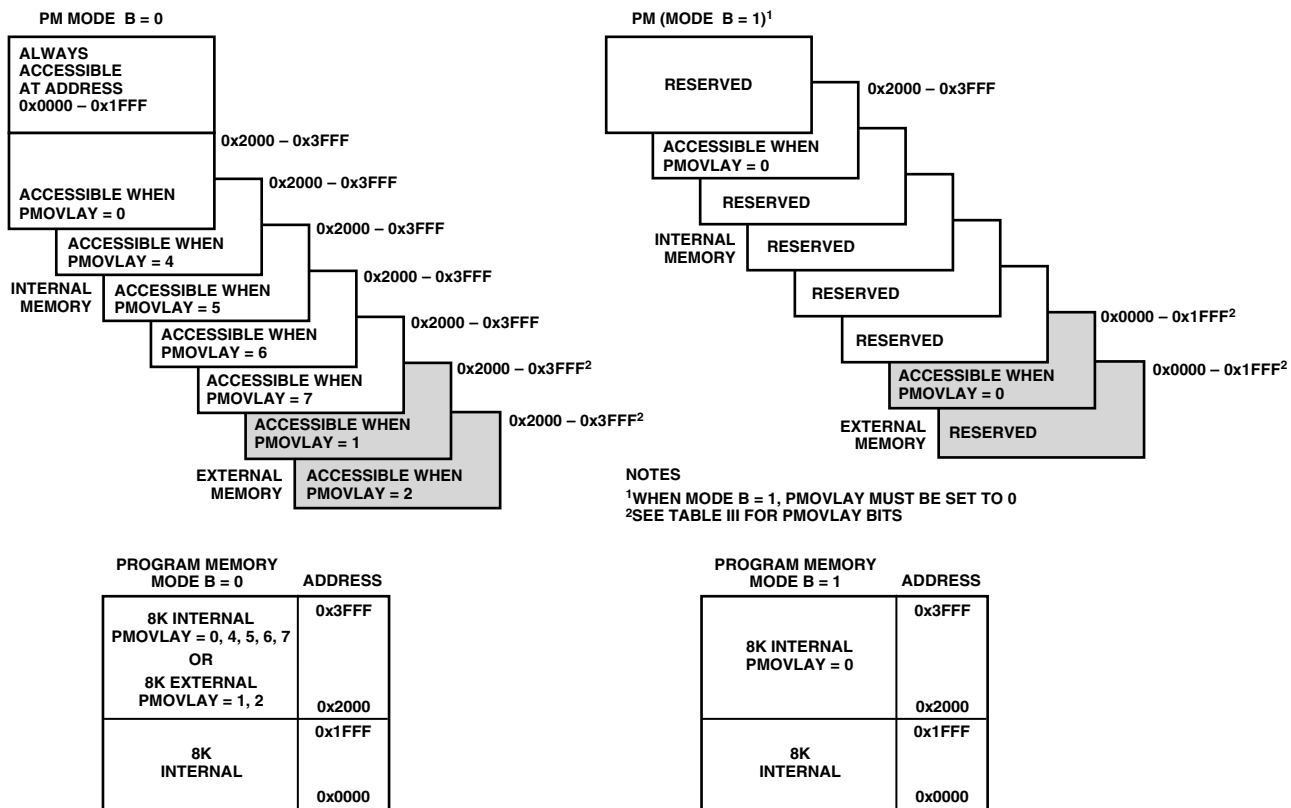 PM MODE B = 0
ALWAYS
ACCESSIBLE
AT ADDRESS
0x0000 – 0x1FFF
0x2000 – 0x3FFF
ACCESSIBLE WHEN
PMOVLAY = 0
0x2000 – 0x3FFF
ACCESSIBLE WHEN
PMOVLAY = 4
0x2000 – 0x3FFF
INTERNAL
MEMORY
ACCESSIBLE WHEN
PMOVLAY = 5
0x2000 – 0x3FFF
ACCESSIBLE WHEN
PMOVLAY = 6
0x2000 – 0x3FFF
ACCESSIBLE WHEN
PMOVLAY = 7
0x2000 – 0x3FFF²
ACCESSIBLE WHEN
PMOVLAY = 1
0x2000 – 0x3FFF²
EXTERNAL
MEMORY
ACCESSIBLE WHEN
PMOVLAY = 2
PM (MODE B = 1)¹
RESERVED
0x2000 – 0x3FFF
ACCESSIBLE WHEN
PMOVLAY = 0
RESERVED
INTERNAL
MEMORY
RESERVED
RESERVED
RESERVED
0x0000 – 0x1FFF²
ACCESSIBLE WHEN
PMOVLAY = 0
0x0000 – 0x1FFF²
EXTERNAL
MEMORY
RESERVED
NOTES
¹WHEN MODE B = 1, PMOVLAY MUST BE SET TO 0
²SEE TABLE III FOR PMOVLAY BITS
PROGRAM MEMORY
MODE B = 0
ADDRESS
8K INTERNAL
PMOVLAY = 0, 4, 5, 6, 7
OR
8K EXTERNAL
PMOVLAY = 1, 2
0x3FFF
0x2000
8K
INTERNAL
0x1FFF
0x0000
PROGRAM MEMORY
MODE B = 1
ADDRESS
8K INTERNAL
PMOVLAY = 0
0x3FFF
0x2000
8K
INTERNAL
0x1FFF
0x0000